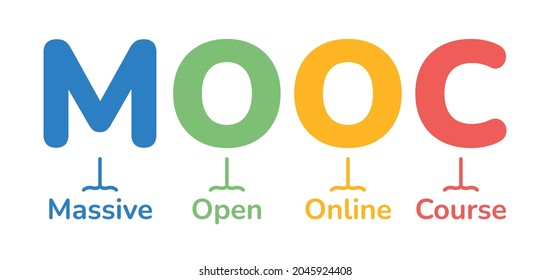 MOOC
Massive Open Online Course
shutterstock.com · 2045924408